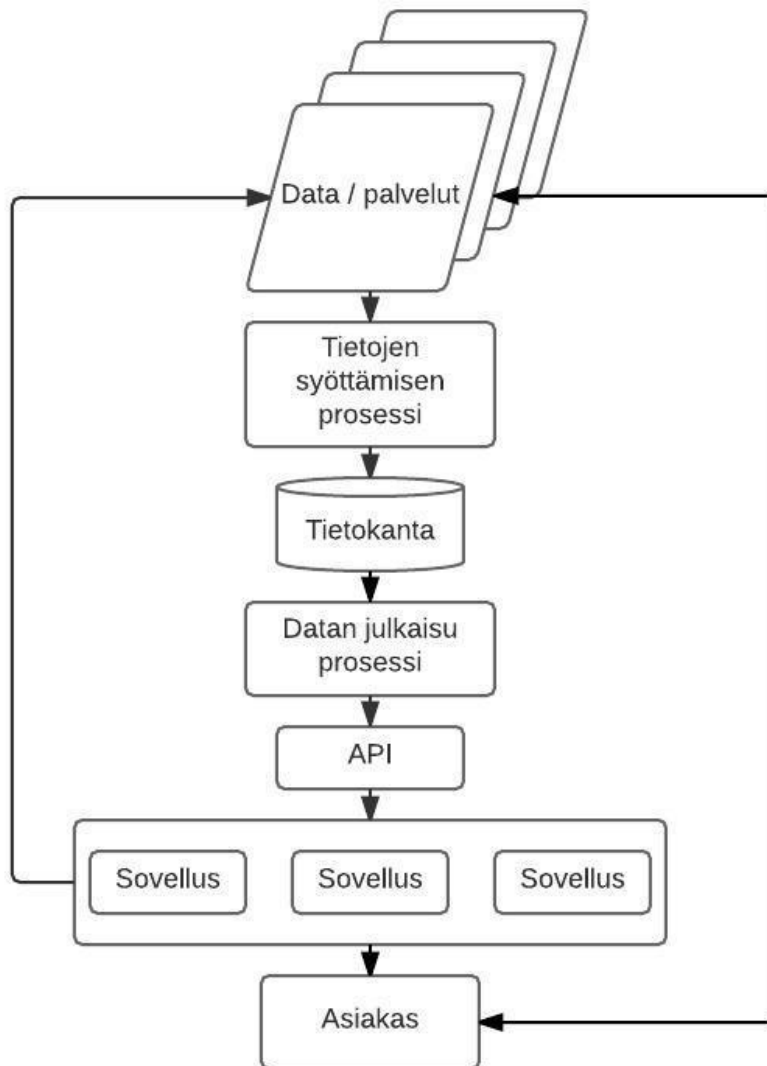 Data / palvelut
Tietojen
syöttämisen
prosessi
Tietokanta
Datan julkaisu
prosessi
API
Sovellus
Sovellus
Sovellus
Asiakas